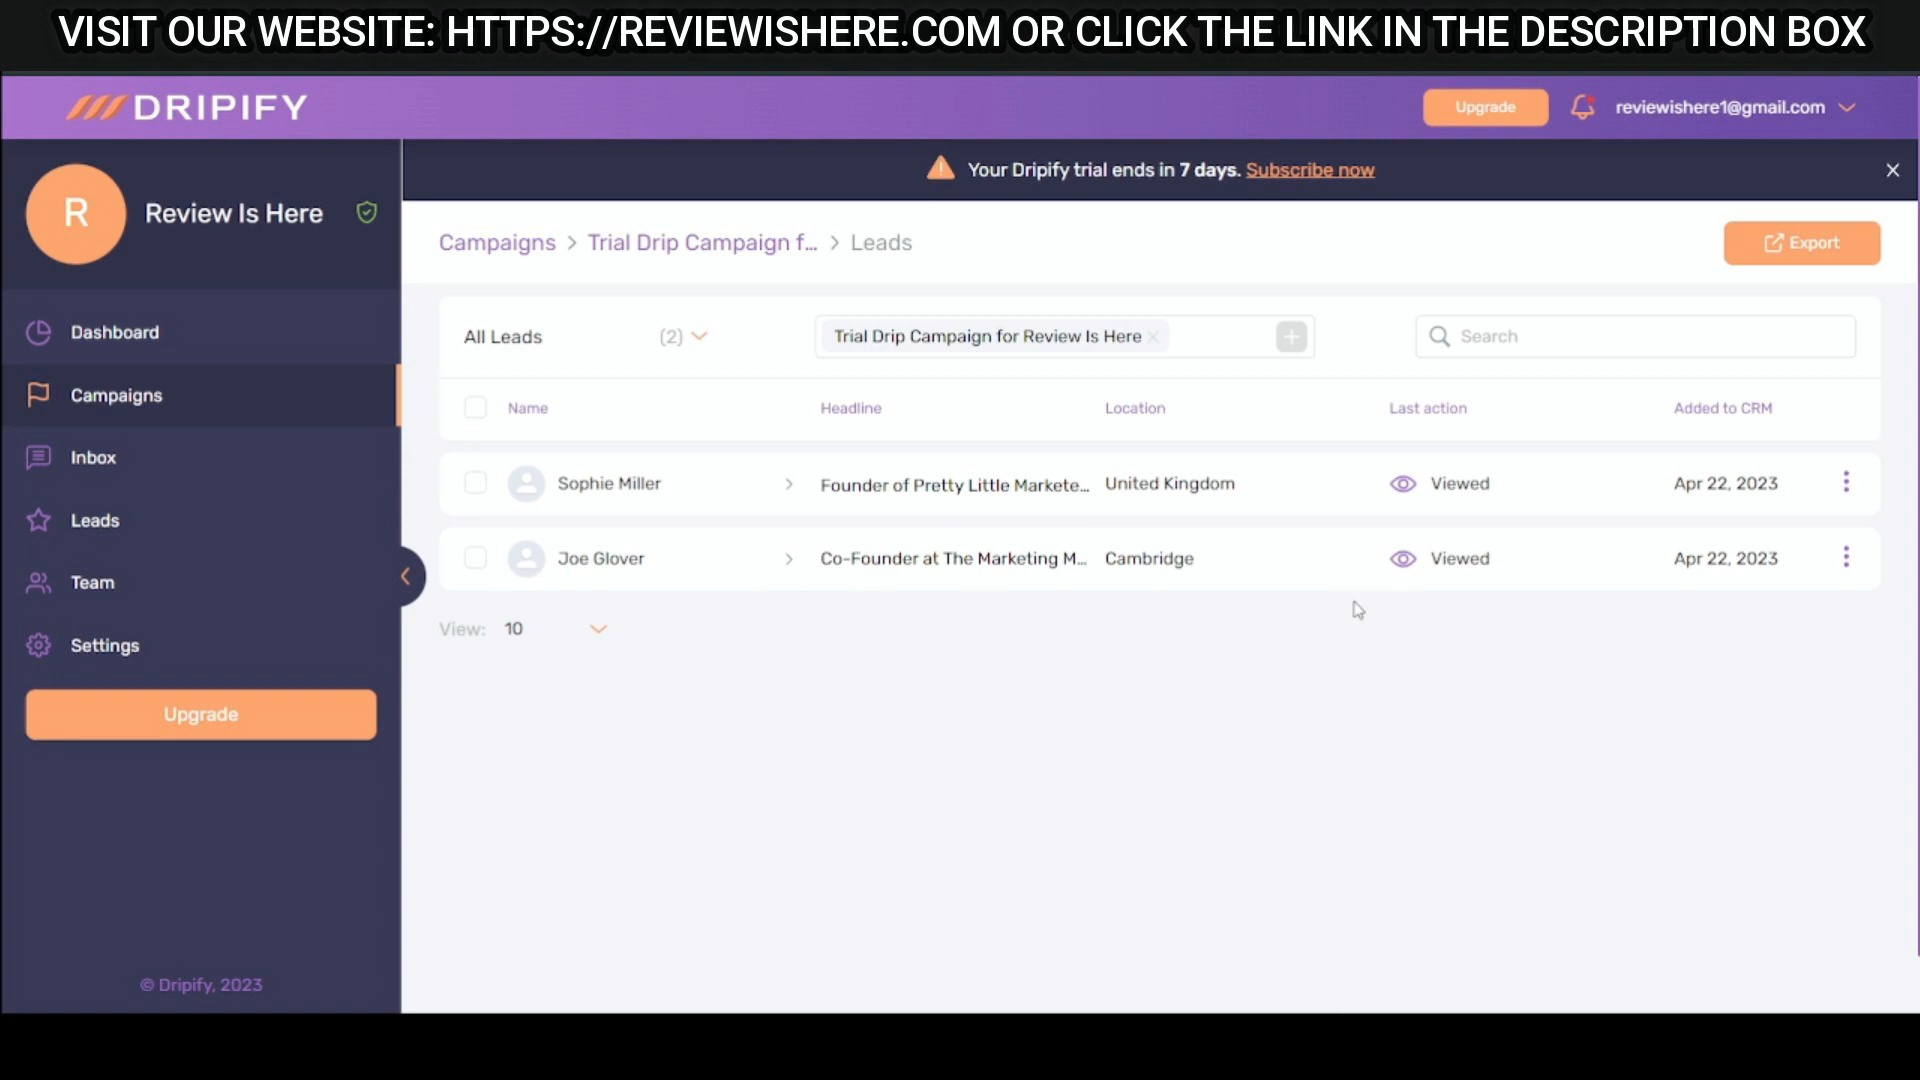 VISIT OUR WEBSITE: HTTPS://REVIEWISHERE.COM OR CLICK THE LINK IN THE DESCRIPTION BOX
DRIPIFY
Upgrade
reviewishere1@gmail.com
R
Review Is Here
Your Dripify trial ends in 7 days. Subscribe now
Campaigns > Trial Drip Campaign f... > Leads
Export
Dashboard
Campaigns
Inbox
Leads
Team
Settings
Upgrade
© Dripify, 2023
All Leads (2)
Trial Drip Campaign for Review Is Here
Search
Name Headline Location Last action Added to CRM
Sophie Miller Founder of Pretty Little Markete... United Kingdom Viewed Apr 22, 2023
Joe Glover Co-Founder at The Marketing M... Cambridge Viewed Apr 22, 2023
View: 10